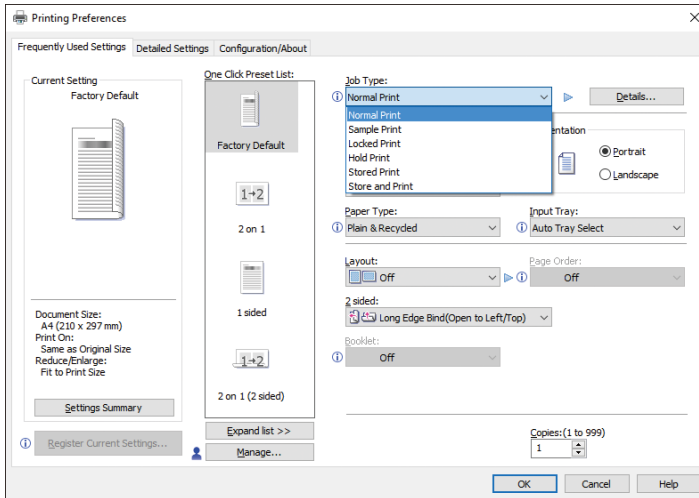 Printing Preferences
Frequently Used Settings
Detailed Settings
Configuration/About
Current Setting
Factory Default
Document Size:
A4 (210 x 297 mm)
Print On:
Same as Original Size
Reduce/Enlarge:
Fit to Print Size
Settings Summary
Register Current Settings...
One Click Preset List:
Factory Default
1→2
2 on 1
1 sided
1→2
2 on 1 (2 sided)
Expand list >>
Manage...
Job Type:
Normal Print
Details...
Normal Print
Sample Print
Locked Print
Hold Print
Stored Print
Store and Print
entation
Portrait
Landscape
Paper Type:
Plain & Recycled
Input Tray:
Auto Tray Select
Layout:
Off
Page Order:
Off
2 sided:
Long Edge Bind(Open to Left/Top)
Booklet:
Off
Copies:(1 to 999)
1
OK
Cancel
Help